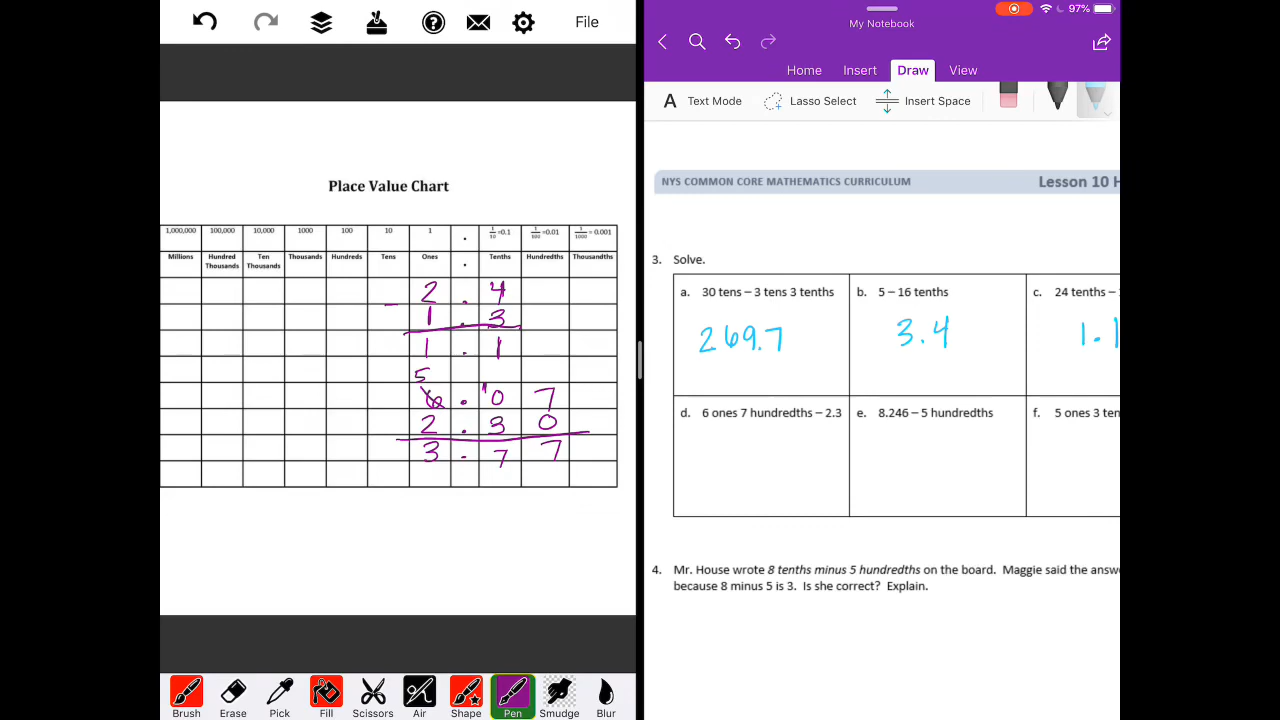 File
Place Value Chart
1,000,000 100,000 10,000 1000 100 10 1 . 1/10 =0.1 1/100 =0.01 1/1000 = 0.001
Millions Hundred Thousands Ten Thousands Thousands Hundreds Tens Ones . Tenths Hundredths Thousandths
2 . 4
- 1 . 3
1 . 1
5
6 . 10 7
2 . 3 0
3 . 7 7
Brush Erase Pick Fill Scissors Air Shape Pen Smudge Blur
97%
My Notebook
Home Insert Draw View
A Text Mode Lasso Select Insert Space
NYS COMMON CORE MATHEMATICS CURRICULUM Lesson 10 H
3. Solve.
a. 30 tens – 3 tens 3 tenths
269.7
b. 5 – 16 tenths
3.4
c. 24 tenths –
1.1
d. 6 ones 7 hundredths – 2.3
e. 8.246 – 5 hundredths
f. 5 ones 3 ten
4. Mr. House wrote 8 tenths minus 5 hundredths on the board. Maggie said the answe
because 8 minus 5 is 3. Is she correct? Explain.